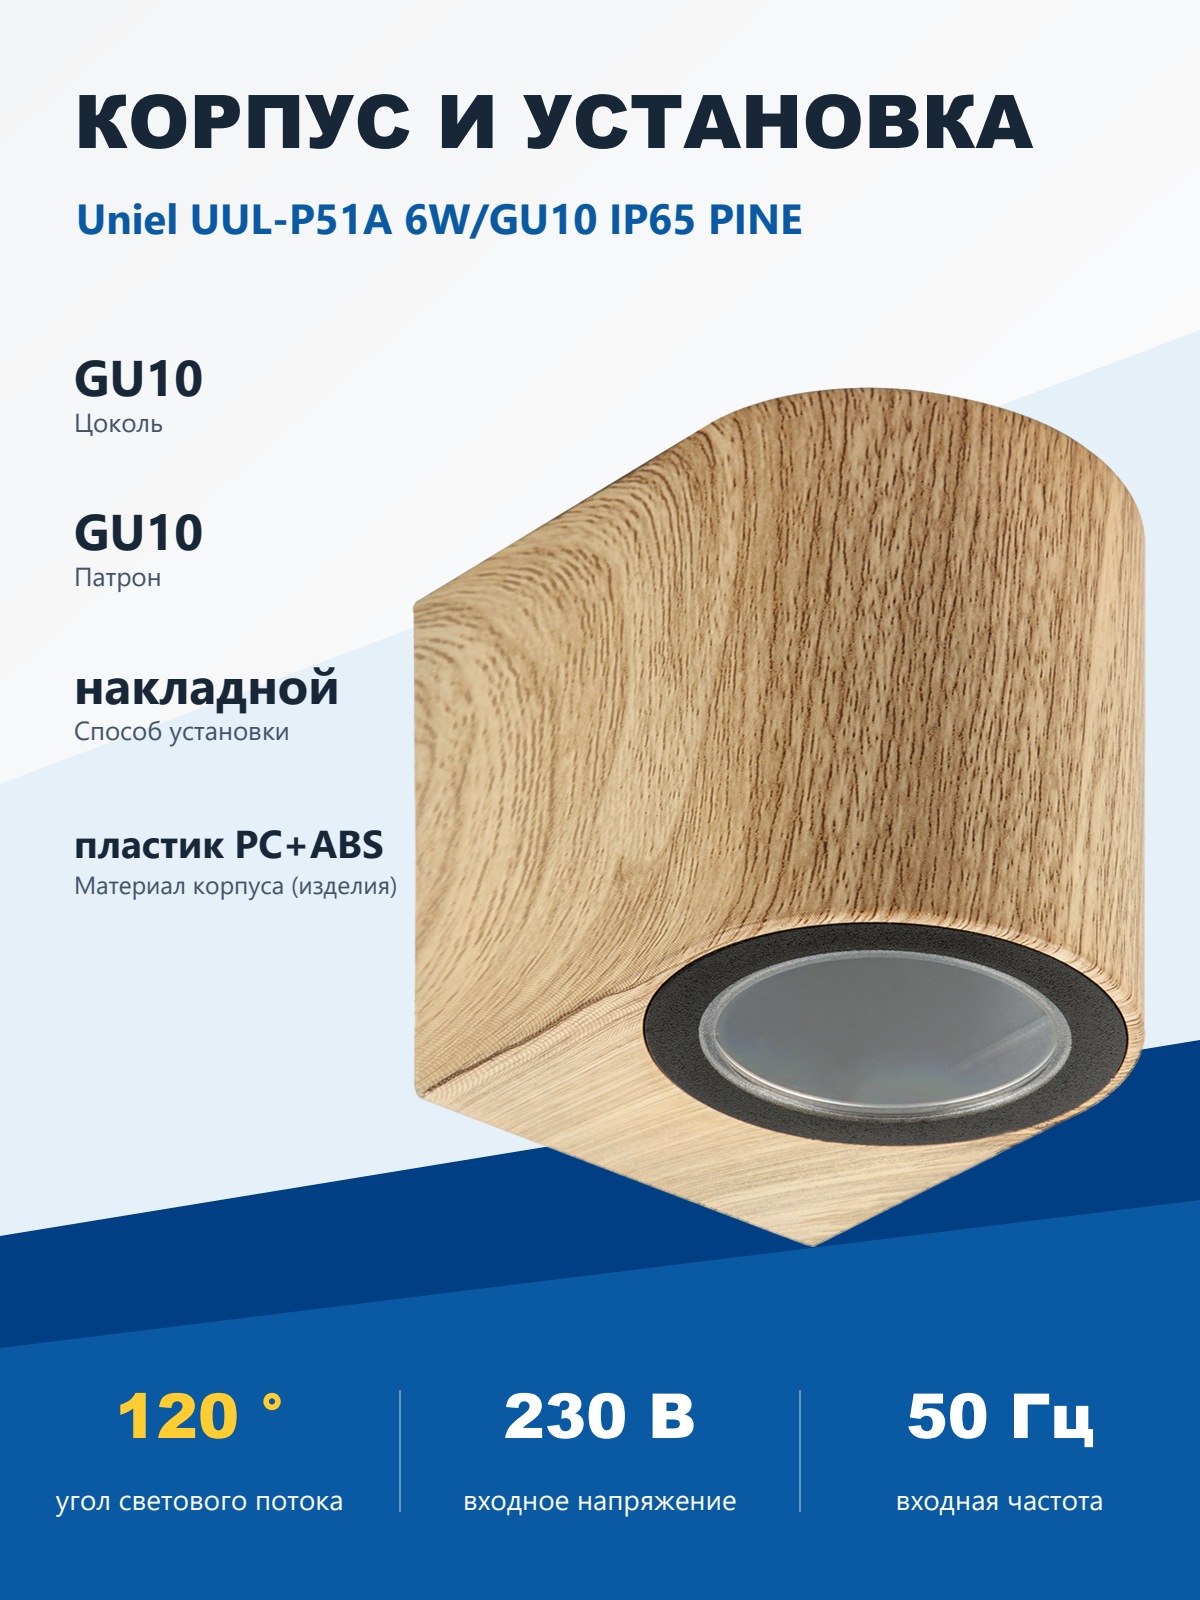 КОРПУС И УСТАНОВКА
Uniel UUL-P51A 6W/GU10 IP65 PINE
GU10
Цоколь
GU10
Патрон
накладной
Способ установки
пластик PC+ABS
Материал корпуса (изделия)
120 °
угол светового потока
230 В
входное напряжение
50 Гц
входная частота